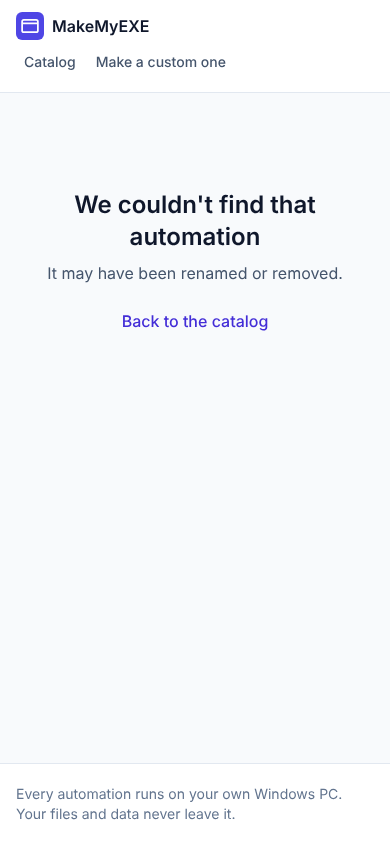 MakeMyEXE
Catalog
Make a custom one
We couldn't find that
automation
It may have been renamed or removed.
Back to the catalog
Every automation runs on your own Windows PC.
Your files and data never leave it.